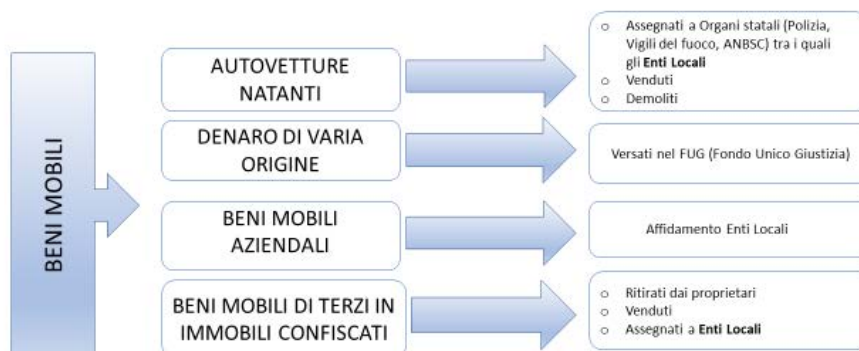 BENI MOBILI
AUTOVETTURE
NATANTI
o Assegnati a Organi statali (Polizia,
Vigili del fuoco, ANBSC) tra i quali
gli Enti Locali
o Venduti
o Demoliti
DENARO DI VARIA
ORIGINE
Versati nel FUG (Fondo Unico Giustizia)
BENI MOBILI
AZIENDALI
Affidamento Enti Locali
BENI MOBILI DI TERZI IN
IMMOBILI CONFISCATI
o Ritirati dai proprietari
o Venduti
o Assegnati a Enti Locali